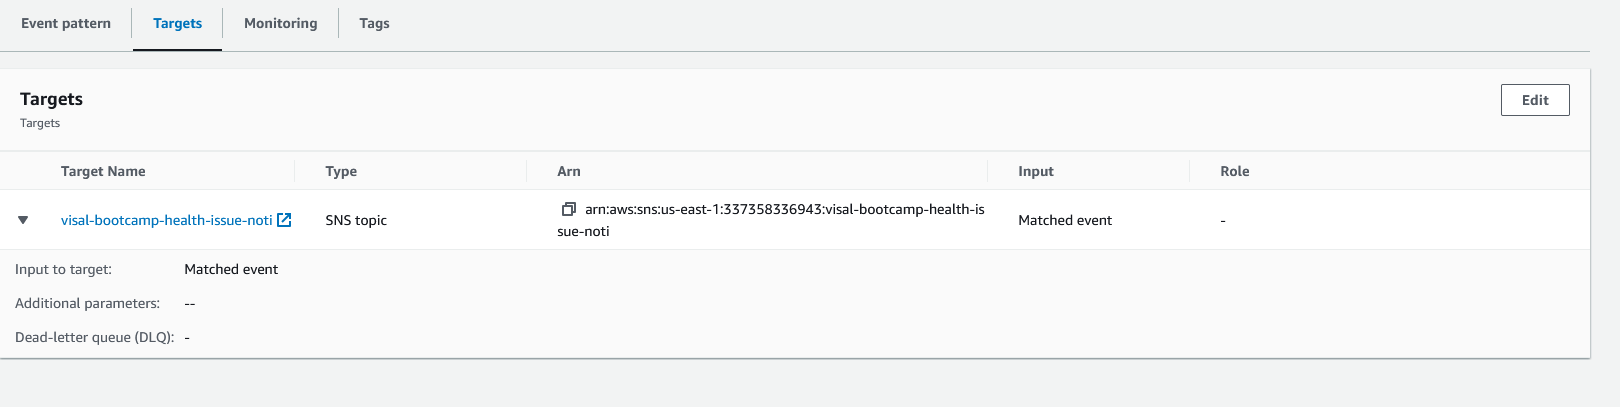 Event pattern
Targets
Monitoring
Tags
Targets
Edit
Targets
Target Name
Type
Arn
Input
Role
visal-bootcamp-health-issue-noti
SNS topic
arn:aws:sns:us-east-1:337358336943:visal-bootcamp-health-is
sue-noti
Matched event
-
Input to target: Matched event
Additional parameters: --
Dead-letter queue (DLQ): -